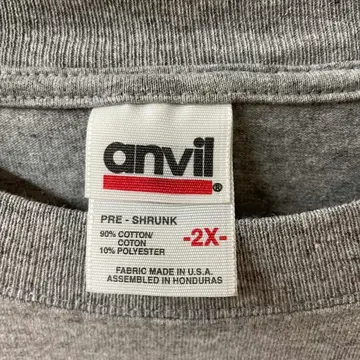 anvil®
PRE - SHRUNK
90% COTTON/
COTON
10% POLYESTER
-2X-
FABRIC MADE IN U.S.A.
ASSEMBLED IN HONDURAS